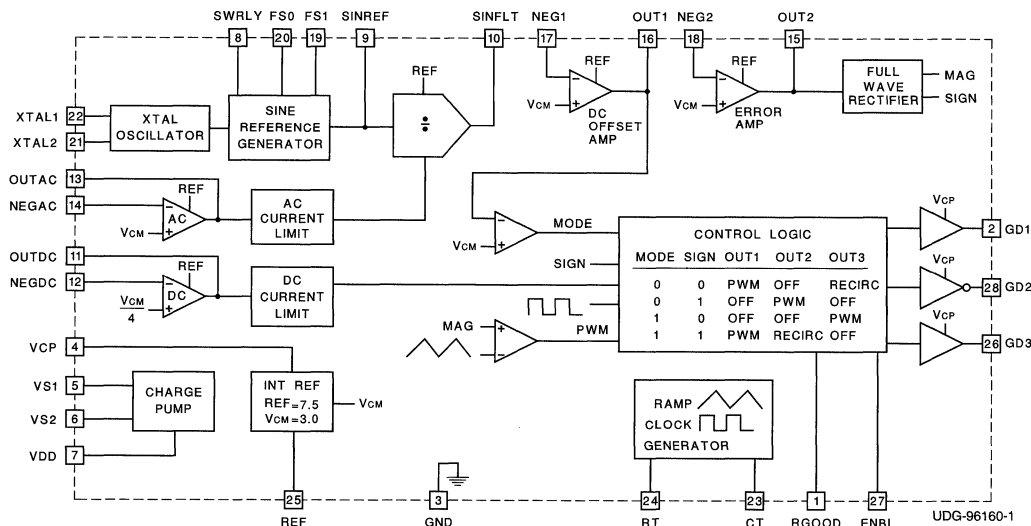 SWRLY FS0 FS1 SINREF SINFLT NEG1 OUT1 NEG2 OUT2
8 20 19 9 10 17 16 18 15
REF
REF
REF
VCM
VCM
DC
OFFSET
AMP
ERROR
AMP
FULL
WAVE
RECTIFIER
MAG
SIGN
XTAL1 22
XTAL2 21
XTAL
OSCILLATOR
SINE
REFERENCE
GENERATOR
÷
OUTAC 13
NEGAC 14
REF
AC
VCM
AC
CURRENT
LIMIT
OUTDC 11
NEGDC 12
REF
DC
VCM
4
DC
CURRENT
LIMIT
VCM
MODE
SIGN
MAG
PWM
CONTROL LOGIC
MODE SIGN OUT1 OUT2 OUT3
0 0 PWM OFF RECIRC
0 1 OFF PWM OFF
1 0 OFF OFF PWM
1 1 PWM RECIRC OFF
VCP
2 GD1
VCP
28 GD2
VCP
26 GD3
VCP 4
VS1 5
VS2 6
VDD 7
CHARGE
PUMP
INT REF
REF=7.5
VCM=3.0
VCM
RAMP
CLOCK
GENERATOR
25 3 24 23 1 27
REF GND RT CT RGOOD ENBL
UDG-96160-1